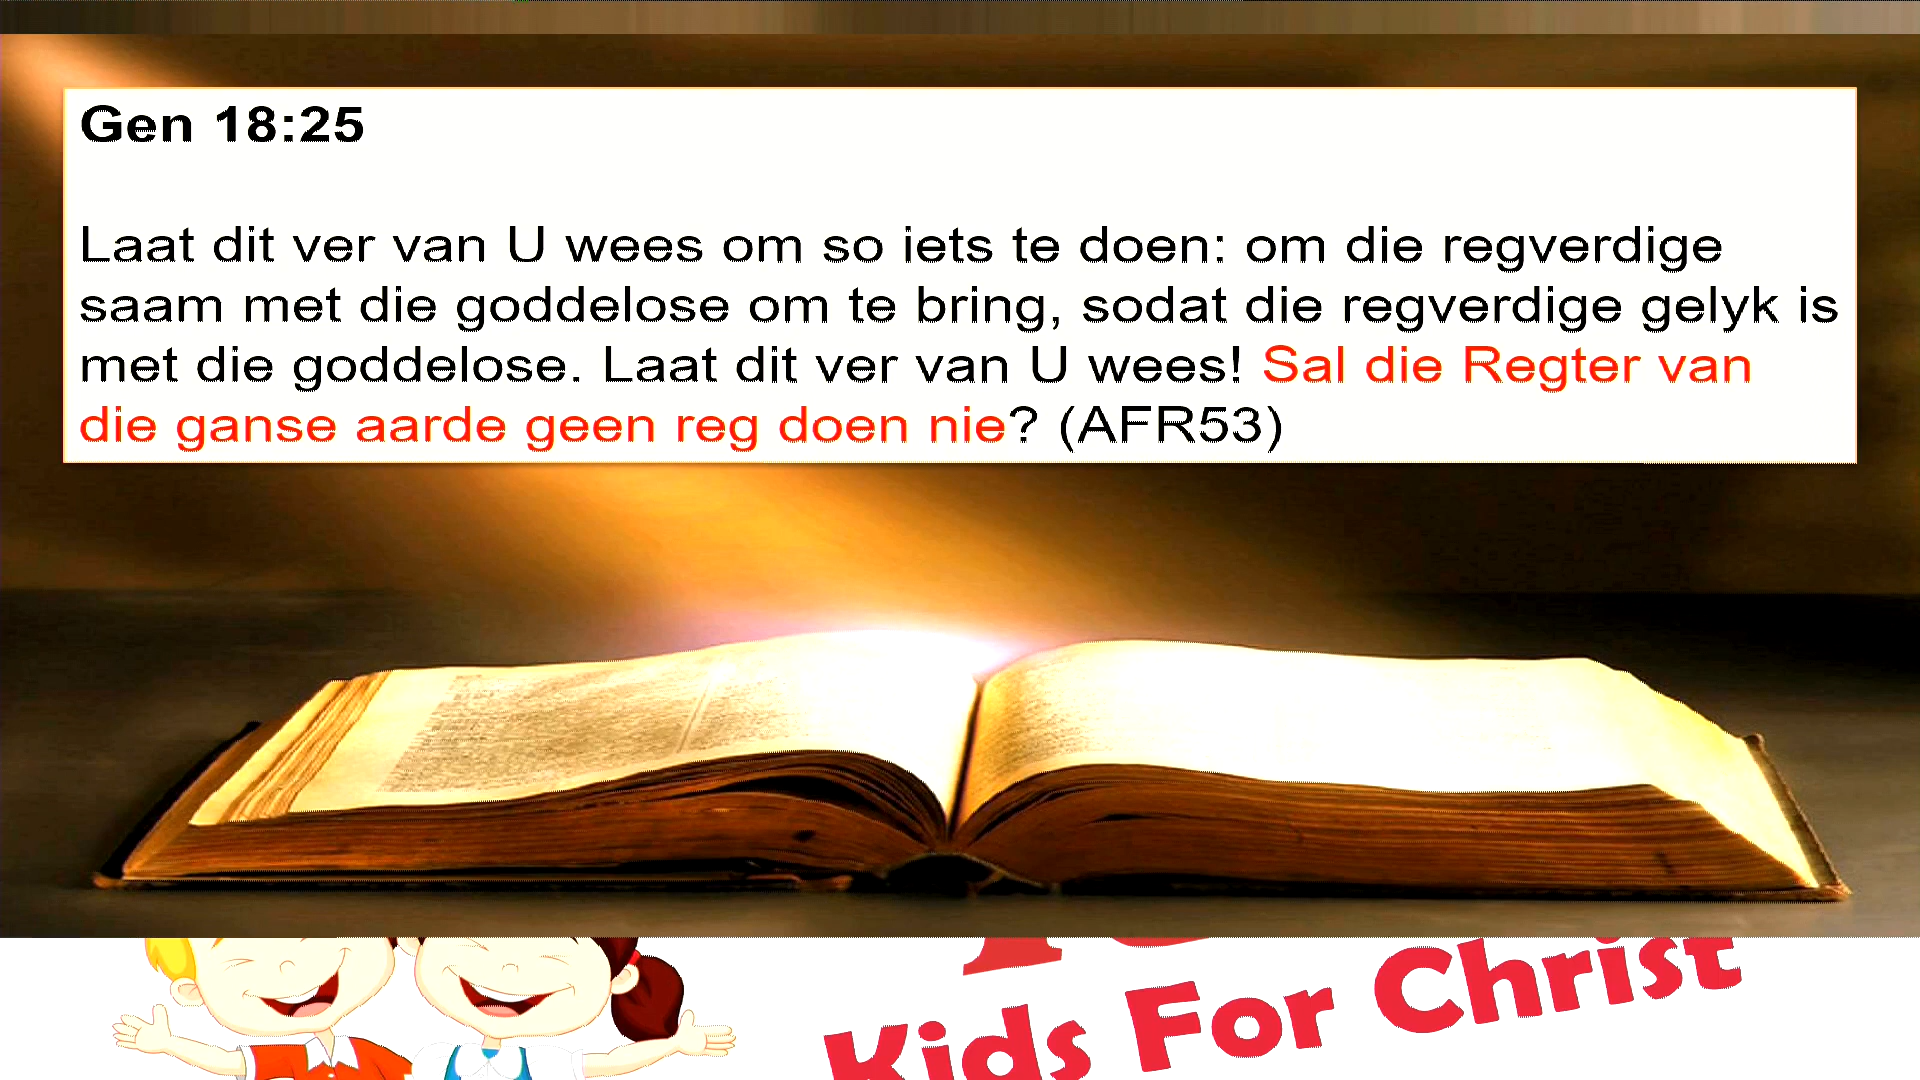 Gen 18:25
Laat dit ver van U wees om so iets te doen: om die regverdige
saam met die goddelose om te bring, sodat die regverdige gelyk is
met die goddelose. Laat dit ver van U wees! Sal die Regter van
die ganse aarde geen reg doen nie? (AFR53)
Kids For Christ